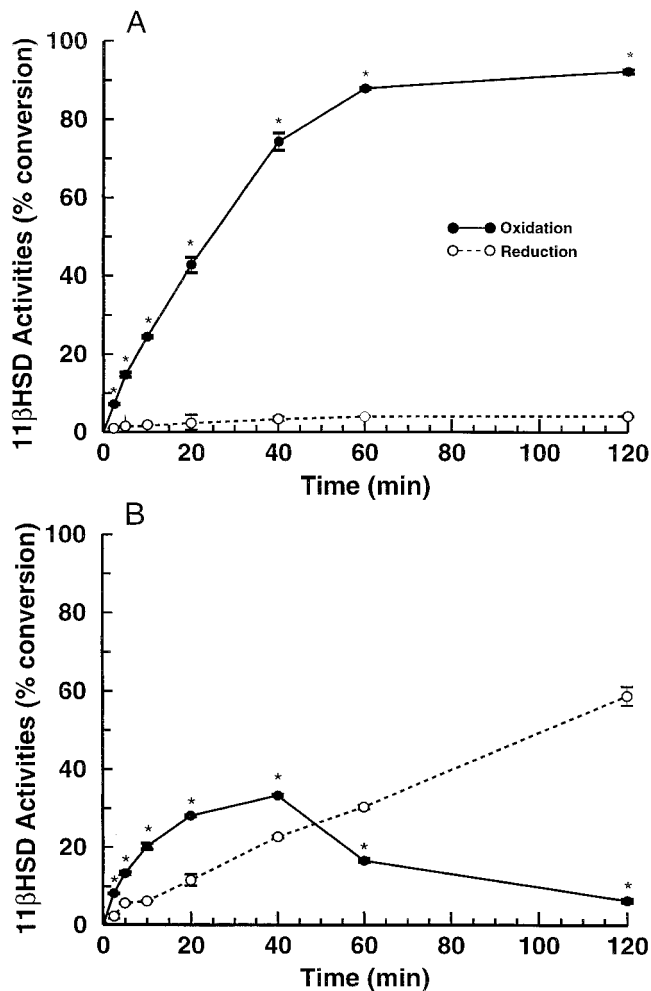 A
11βHSD Activities (% conversion)
100
80
60
40
20
0
* * * * * * *
Oxidation
Reduction
0 20 40 60 80 100 120
Time (min)
B
11βHSD Activities (% conversion)
100
80
60
40
20
0
* * * * * * *
0 20 40 60 80 100 120
Time (min)